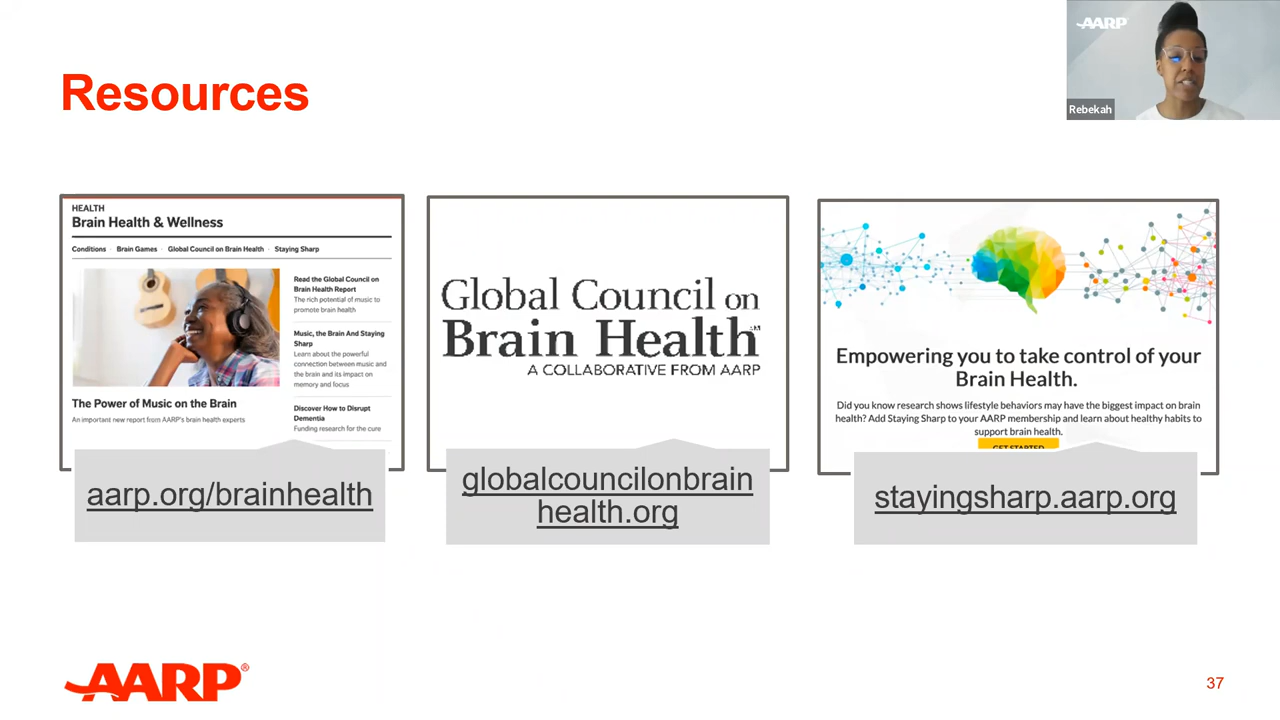 Resources
AARP
Rebekah
HEALTH
Brain Health & Wellness
Conditions Brain Games Global Council on Brain Health Staying Sharp
The Power of Music on the Brain
An important new report from AARP's brain health experts
Read the Global Council on
Brain Health Report
The rich potential of music to
promote brain health
Music, the Brain And Staying
Sharp
Learn about the powerful
connection between music and
the brain and its impact on
memory and focus
Discover How to Disrupt
Dementia
Funding research for the cure
aarp.org/brainhealth
Global Council on
Brain Health℠
A COLLABORATIVE FROM AARP
globalcouncilonbrain
health.org
Empowering you to take control of your
Brain Health.
Did you know research shows lifestyle behaviors may have the biggest impact on brain
health? Add Staying Sharp to your AARP membership and learn about healthy habits to
support brain health.
GET STARTED
stayingsharp.aarp.org
AARP®
37